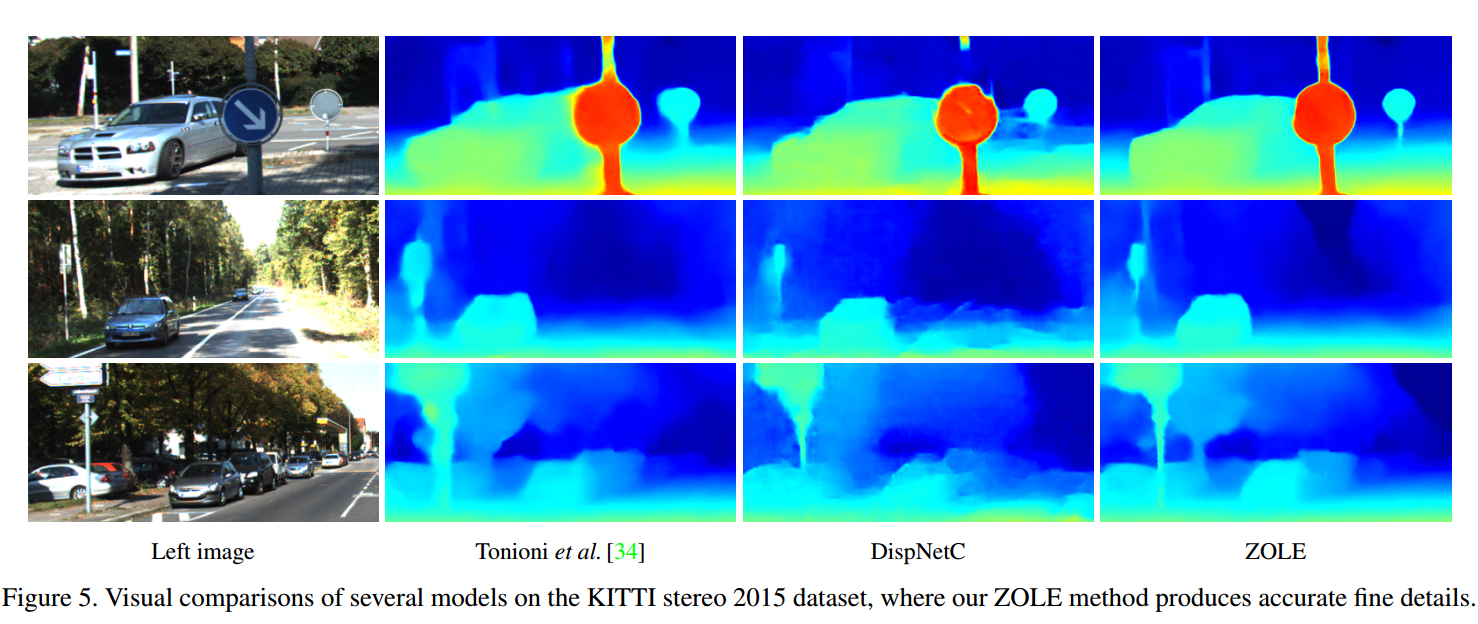 Left image
Tonioni et al. [34]
DispNetC
ZOLE
Figure 5. Visual comparisons of several models on the KITTI stereo 2015 dataset, where our ZOLE method produces accurate fine details.